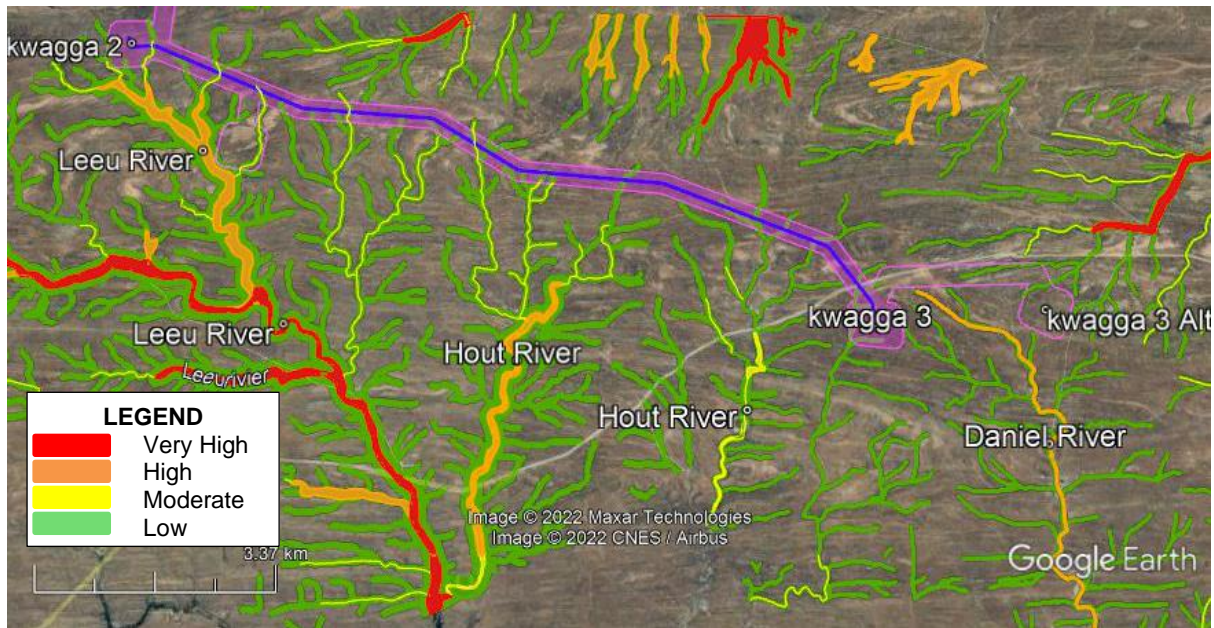 kwagga 2
Leeu River
Leeu River
Leeurivier
Hout River
kwagga 3
kwagga 3 Alt
Hout River
Daniel River
LEGEND
Very High
High
Moderate
Low
3.37 km
Image © 2022 Maxar Technologies
Image © 2022 CNES / Airbus
Google Earth